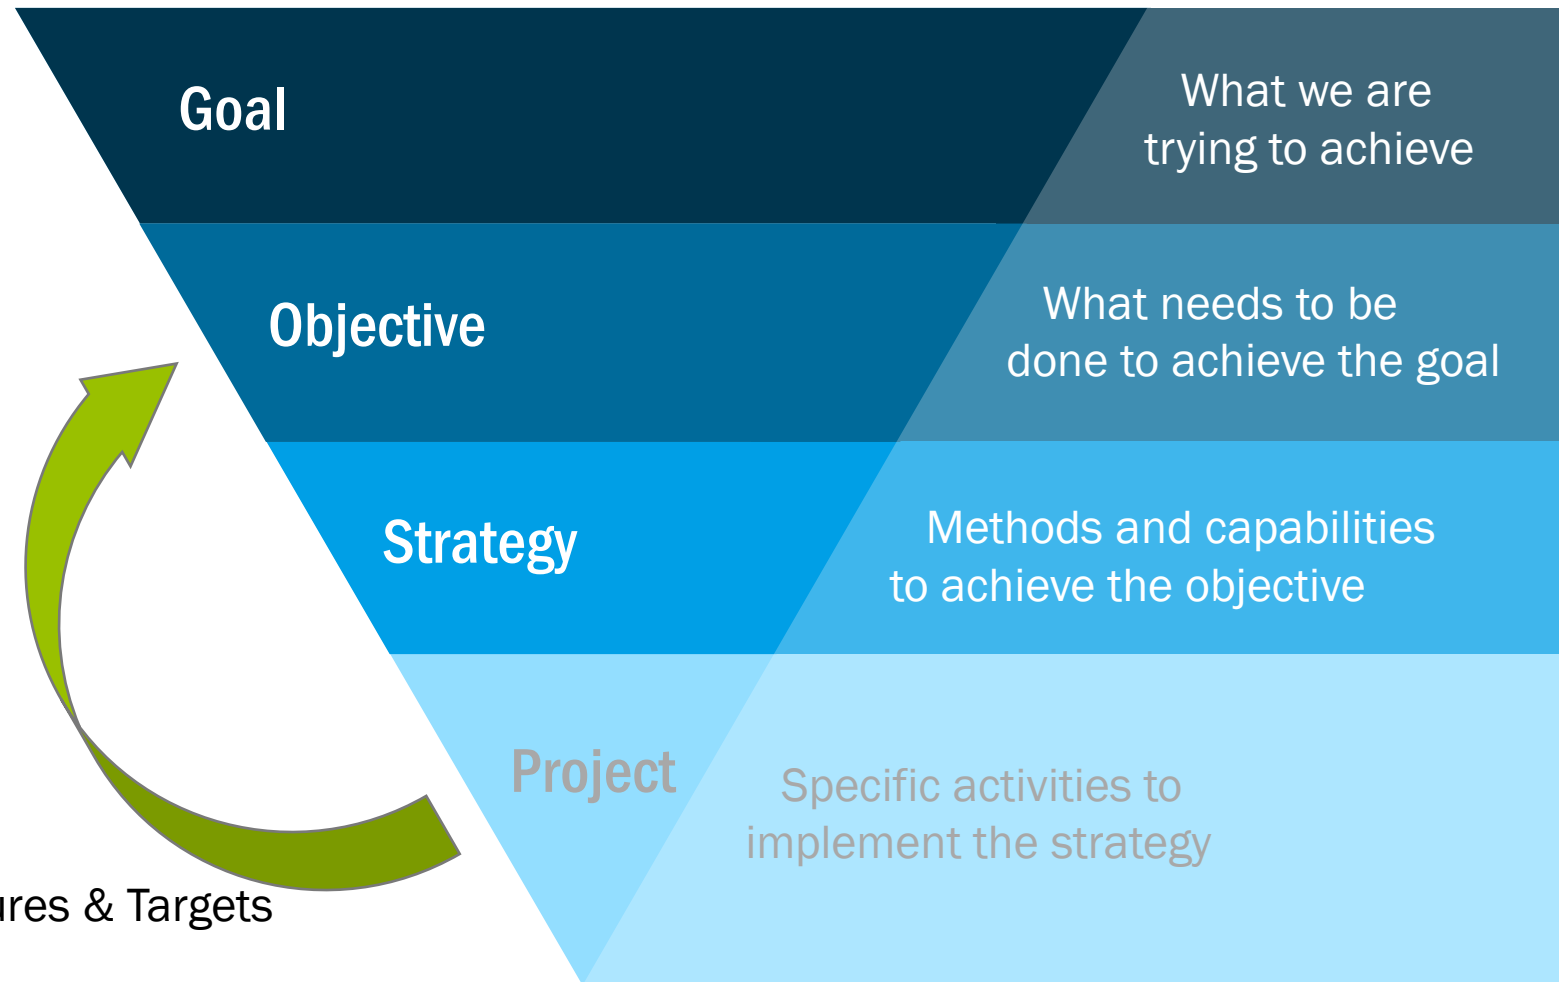 Goal
What we are
trying to achieve
Objective
What needs to be
done to achieve the goal
Strategy
Methods and capabilities
to achieve the objective
Project
Specific activities to
implement the strategy
& Targets